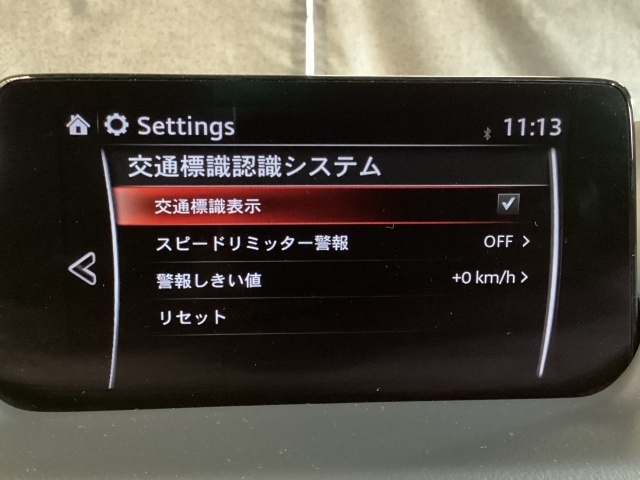 Settings 11:13
交通標識認識システム
交通標識表示
スピードリミッター警報 OFF
警報しきい値 +0 km/h
リセット